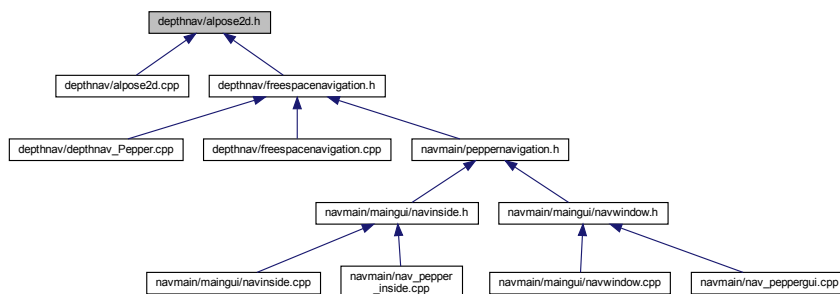 depthnav/alpose2d.h
depthnav/alpose2d.cpp
depthnav/freespacenavigation.h
depthnav/depthnav_Pepper.cpp
depthnav/freespacenavigation.cpp
navmain/peppernavigation.h
navmain/maingui/navinside.h
navmain/maingui/navwindow.h
navmain/maingui/navinside.cpp
navmain/nav_pepper
_inside.cpp
navmain/maingui/navwindow.cpp
navmain/nav_peppergui.cpp